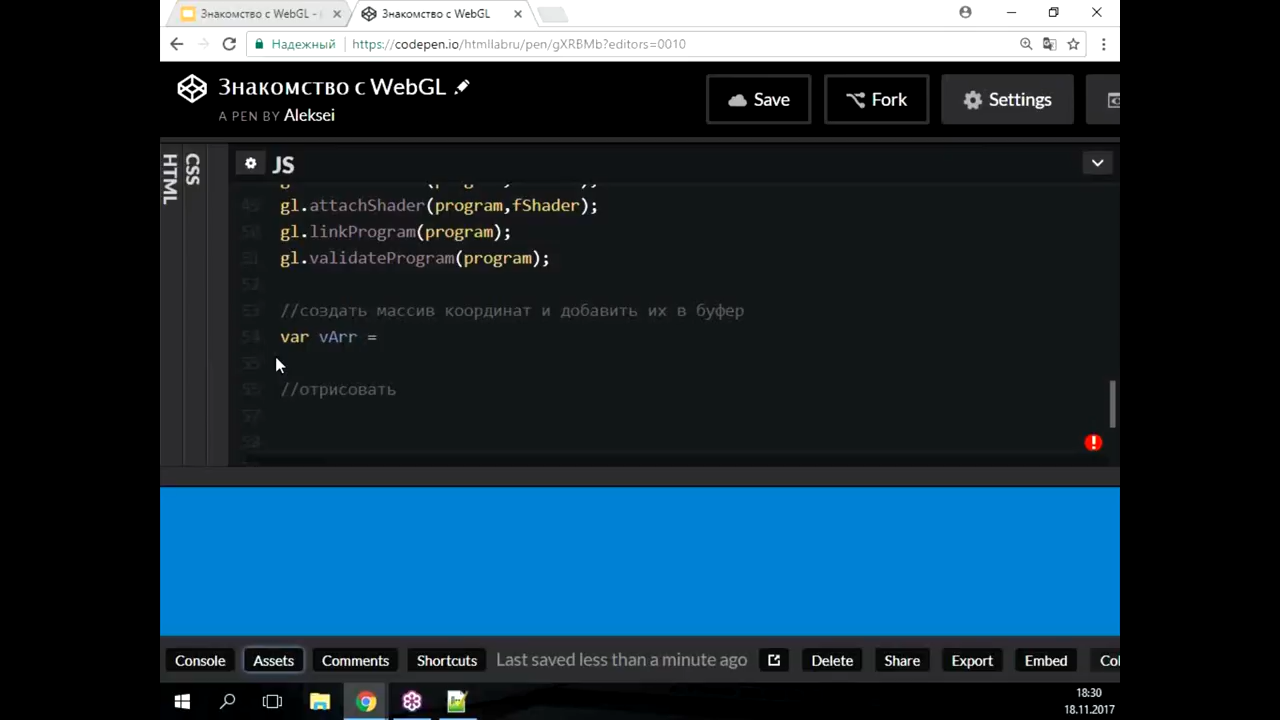 Знакомство с WebGL -
Знакомство с WebGL
Надежный
https://codepen.io/htmllabru/pen/gXRBMb?editors=0010
Знакомство с WebGL
A PEN BY Aleksei
Save
Fork
Settings
HTML
CSS
JS
49 gl.attachShader(program,fShader);
50 gl.linkProgram(program);
51 gl.validateProgram(program);
52
53 //создать массив координат и добавить их в буфер
54 var vArr =
55
56 //отрисовать
57
58
Console
Assets
Comments
Shortcuts
Last saved less than a minute ago
Delete
Share
Export
Embed
Col
18:30
18.11.2017